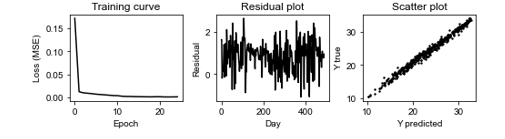 Training curve
Loss (MSE)
0.15
0.10
0.05
0.00
0
10
20
Epoch
Residual plot
Residual
2
0
0
200
400
Day
Scatter plot
Y true
30
20
10
10
20
30
Y predicted